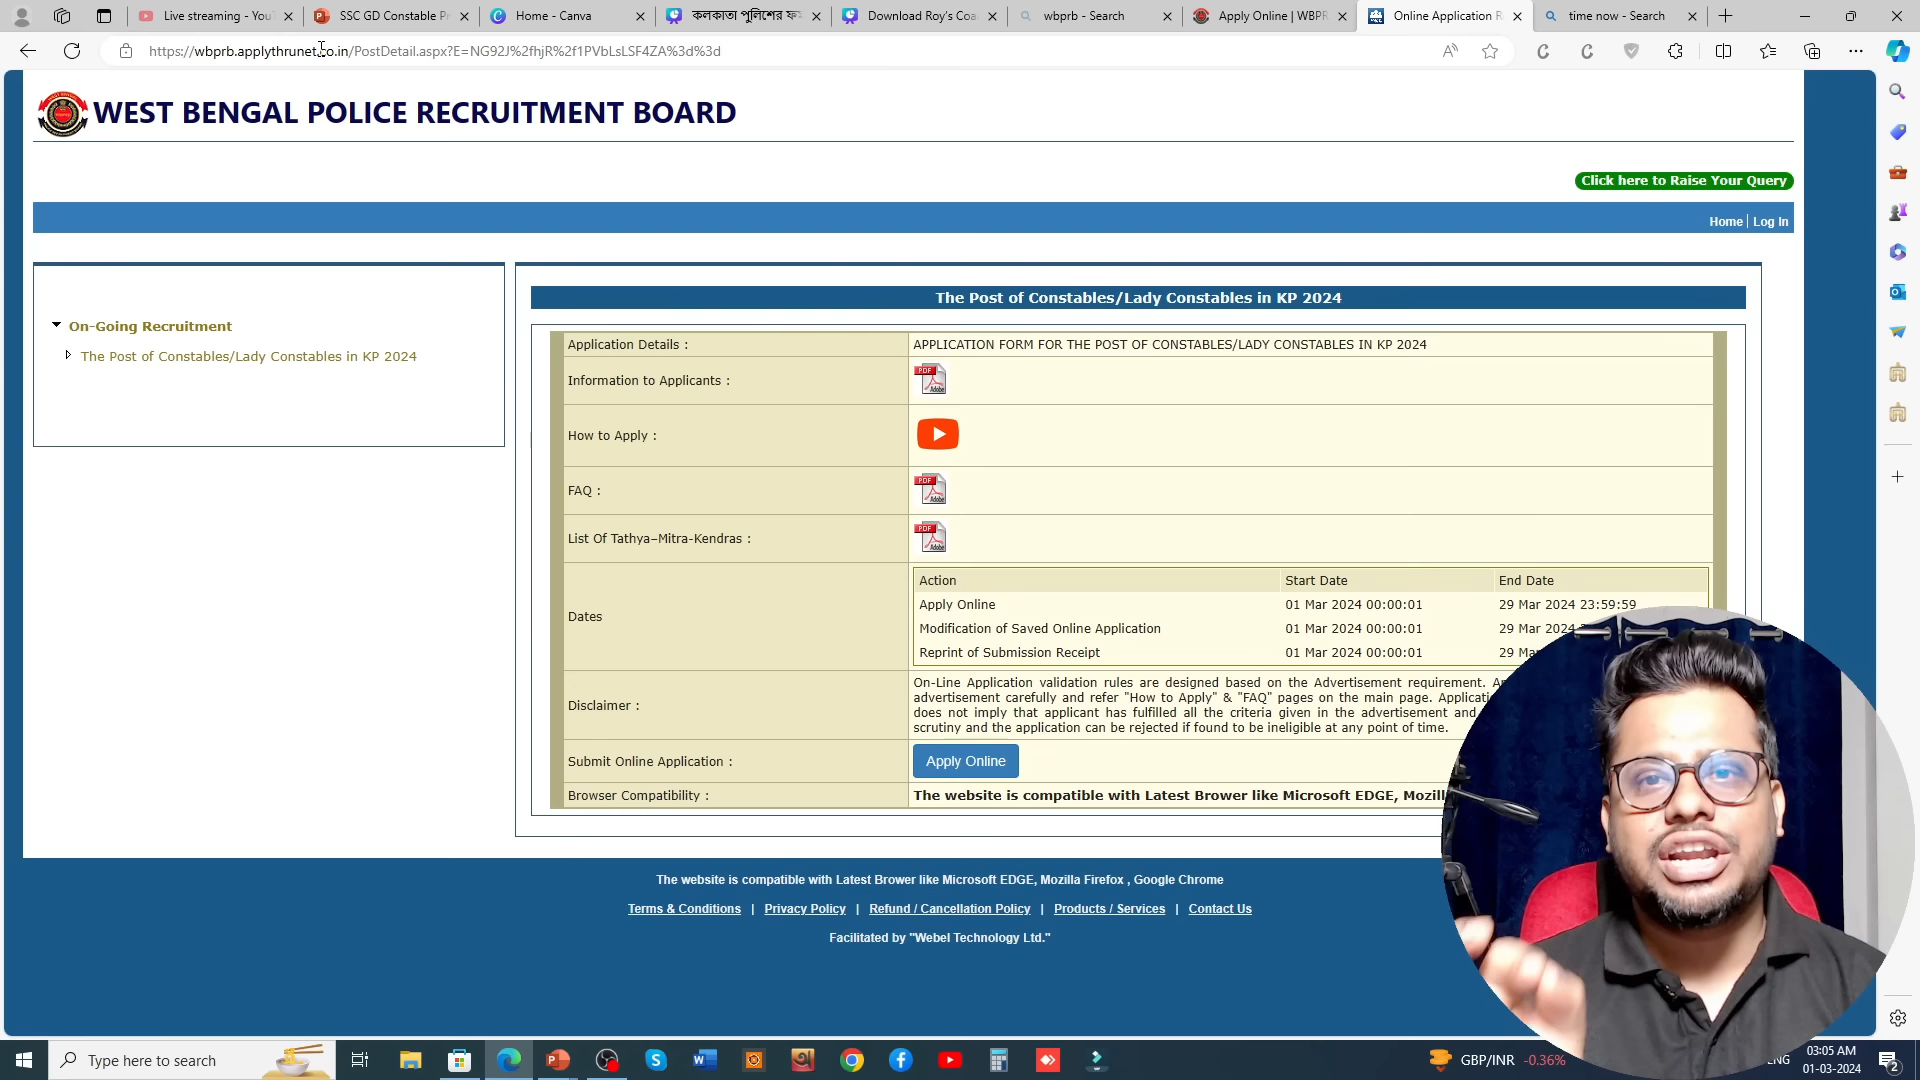 Live streaming - You
SSC GD Constable Pr
Home - Canva
কলকাতা পুলিশের ফর্ম
Download Roy's Coa
wbprb - Search
Apply Online | WBPR
Online Application R
time now - Search
https://wbprb.applythrunet.co.in/PostDetail.aspx?E=NG92J%2fhjR%2f1PVbLsLSF4ZA%3d%3d
WEST BENGAL POLICE RECRUITMENT BOARD
Click here to Raise Your Query
Home | Log In
On-Going Recruitment
The Post of Constables/Lady Constables in KP 2024
The Post of Constables/Lady Constables in KP 2024
Application Details : APPLICATION FORM FOR THE POST OF CONSTABLES/LADY CONSTABLES IN KP 2024
Information to Applicants : PDF Adobe
How to Apply :
FAQ : PDF Adobe
List Of Tathya–Mitra-Kendras : PDF Adobe
Dates
Action Start Date End Date
Apply Online 01 Mar 2024 00:00:01 29 Mar 2024 23:59:59
Modification of Saved Online Application 01 Mar 2024 00:00:01 29 Mar 2024
Reprint of Submission Receipt 01 Mar 2024 00:00:01 29 Mar
Disclaimer :
On-Line Application validation rules are designed based on the Advertisement requirement.
advertisement carefully and refer "How to Apply" & "FAQ" pages on the main page.
does not imply that applicant has fulfilled all the criteria given in the advertisement and
scrutiny and the application can be rejected if found to be ineligible at any point of time.
Submit Online Application : Apply Online
Browser Compatibility : The website is compatible with Latest Brower like Microsoft EDGE,
The website is compatible with Latest Brower like Microsoft EDGE, Mozilla Firefox , Google Chrome
Terms & Conditions | Privacy Policy | Refund / Cancellation Policy | Products / Services | Contact Us
Facilitated by "Webel Technology Ltd."
Type here to search
GBP/INR -0.36%
03:05 AM
01-03-2024
2